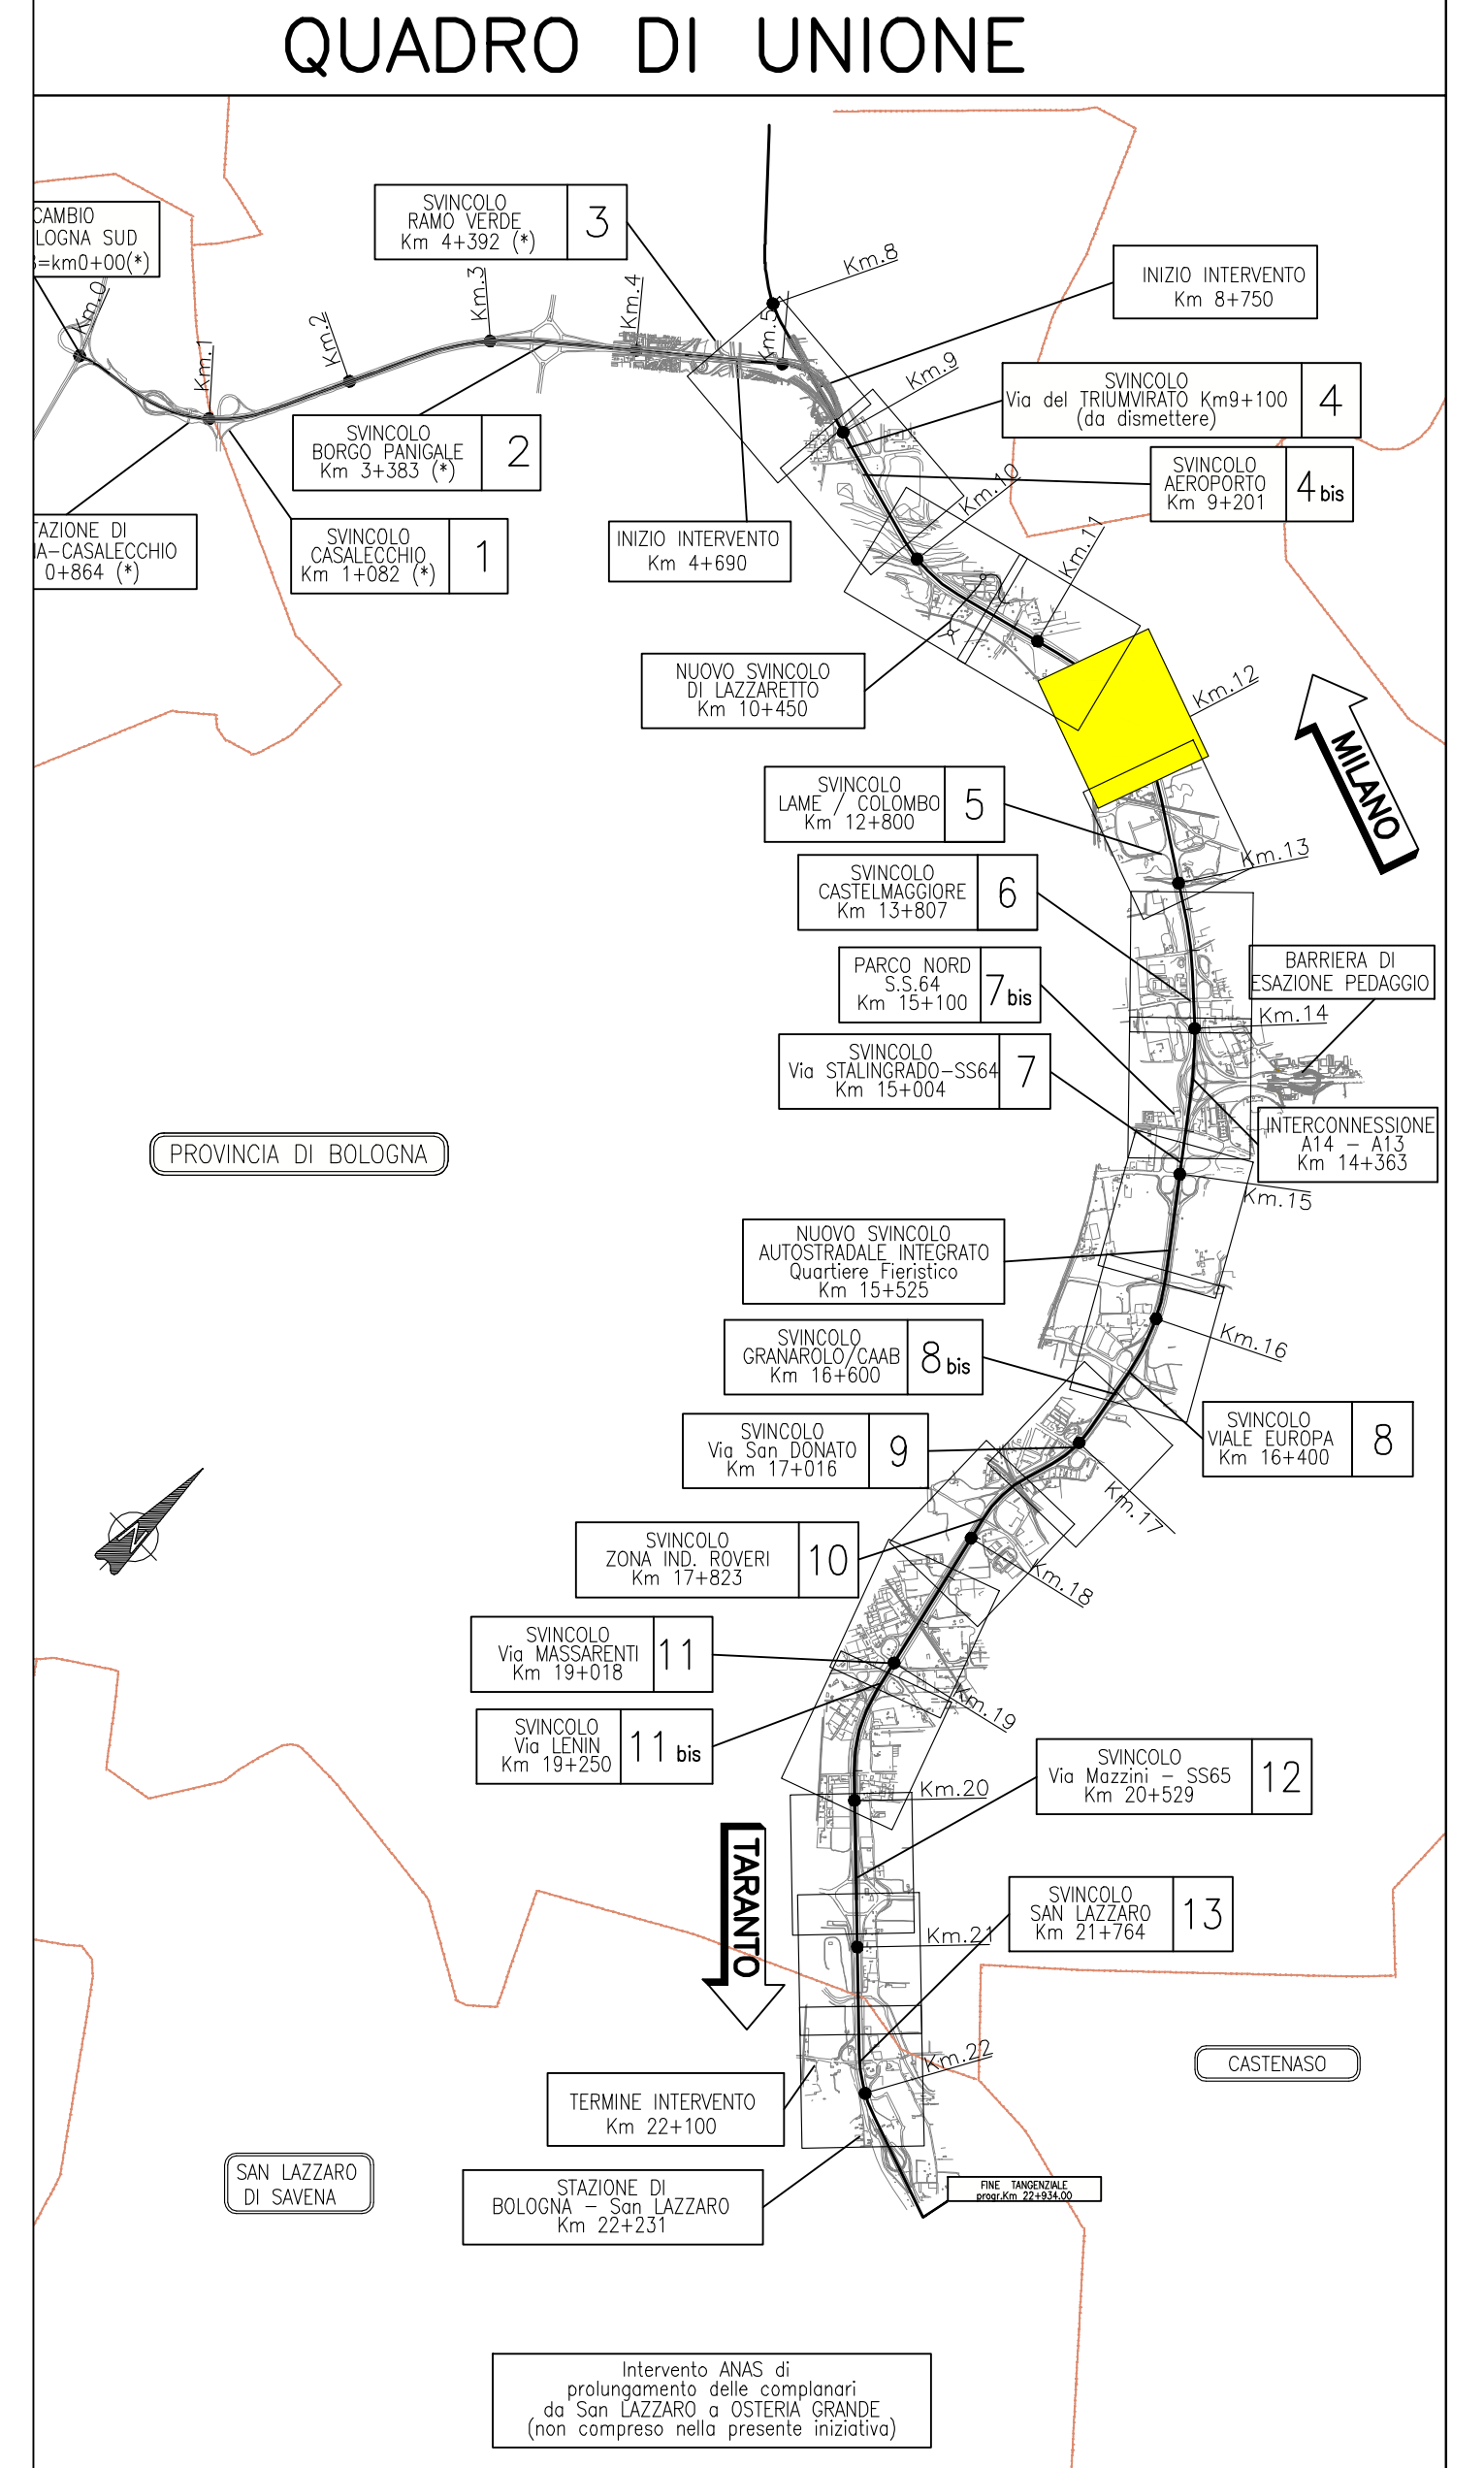 QUADRO DI UNIONE
CAMBIO
LOGNA SUD
=km0+00(*)
SVINCOLO
RAMO VERDE
Km 4+392 (*)
3
Km.0
Km.1
Km.2
Km.3
Km.4
Km.5
Km.8
INIZIO INTERVENTO
Km 8+750
Km.9
SVINCOLO
Via del TRIUMVIRATO Km9+100
(da dismettere)
4
SVINCOLO
BORGO PANIGALE
Km 3+383 (*)
2
SVINCOLO
AEROPORTO
Km 9+201
4 bis
TAZIONE DI
IA-CASALECCHIO
0+864 (*)
SVINCOLO
CASALECCHIO
Km 1+082 (*)
1
INIZIO INTERVENTO
Km 4+690
Km.10
Km.11
NUOVO SVINCOLO
DI LAZZARETTO
Km 10+450
Km.12
MILANO
SVINCOLO
LAME / COLOMBO
Km 12+800
5
Km.13
SVINCOLO
CASTELMAGGIORE
Km 13+807
6
PARCO NORD
S.S.64
Km 15+100
7 bis
BARRIERA DI
ESAZIONE PEDAGGIO
Km.14
SVINCOLO
Via STALINGRADO-SS64
Km 15+004
7
INTERCONNESSIONE
A14 - A13
Km 14+363
PROVINCIA DI BOLOGNA
Km.15
NUOVO SVINCOLO
AUTOSTRADALE INTEGRATO
Quartiere Fieristico
Km 15+525
Km.16
SVINCOLO
GRANAROLO/CAAB
Km 16+600
8 bis
SVINCOLO
VIALE EUROPA
Km 16+400
8
SVINCOLO
Via San DONATO
Km 17+016
9
Km.17
N
SVINCOLO
ZONA IND. ROVERI
Km 17+823
10
Km.18
SVINCOLO
Via MASSARENTI
Km 19+018
11
Km.19
SVINCOLO
Via LENIN
Km 19+250
11 bis
SVINCOLO
Via Mazzini - SS65
Km 20+529
12
Km.20
TARANTO
SVINCOLO
SAN LAZZARO
Km 21+764
13
Km.21
Km.22
CASTENASO
TERMINE INTERVENTO
Km 22+100
SAN LAZZARO
DI SAVENA
STAZIONE DI
BOLOGNA - San LAZZARO
Km 22+231
FINE TANGENZIALE
progr.Km 22+934.00
Intervento ANAS di
prolungamento delle complanari
da San LAZZARO a OSTERIA GRANDE
(non compreso nella presente iniziativa)